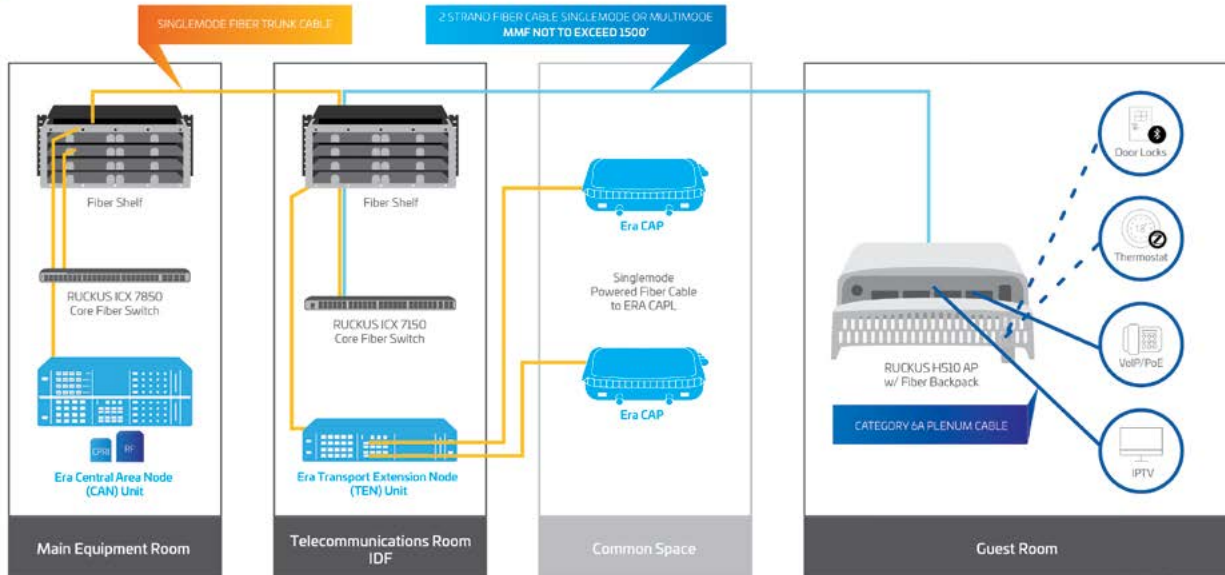 SINGLEMODE FIBER TRUNK CABLE
2 STRAND FIBER CABLE SINGLEMODE OR MULTIMODE
MMF NOT TO EXCEED 1500'
Fiber Shelf
RUCKUS ICX 7850
Core Fiber Switch
CPRI
RF
Era Central Area Node
(CAN) Unit
Main Equipment Room
Fiber Shelf
RUCKUS ICX 7150
Core Fiber Switch
Era Transport Extension Node
(TEN) Unit
Telecommunications Room
IDF
Era CAP
Singlemode
Powered Fiber Cable
to ERA CAPL
Era CAP
Common Space
RUCKUS H510 AP
w/ Fiber Backpack
CATEGORY 6A PLENUM CABLE
Door Locks
Thermostat
VoIP/PoE
IPTV
Guest Room